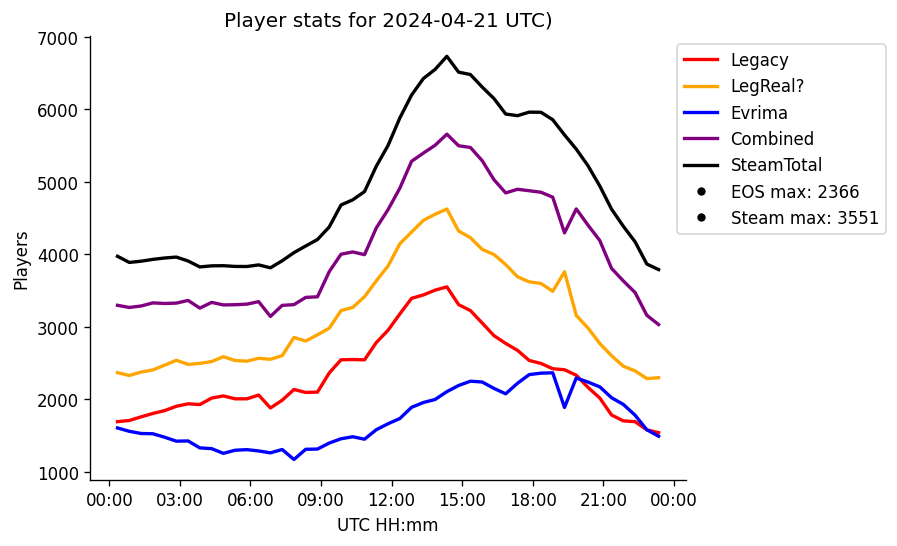 Player stats for 2024-04-21 UTC)
7000
6000
5000
4000
3000
2000
1000
Players
00:00 03:00 06:00 09:00 12:00 15:00 18:00 21:00 00:00
UTC HH:mm
Legacy
LegReal?
Evrima
Combined
SteamTotal
EOS max: 2366
Steam max: 3551